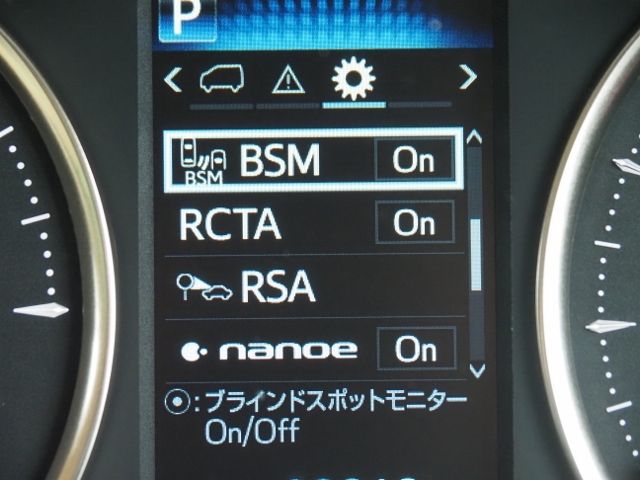 P
BSM BSM On
RCTA On
RSA
nanoe On
⦿:ブラインドスポットモニター
On/Off